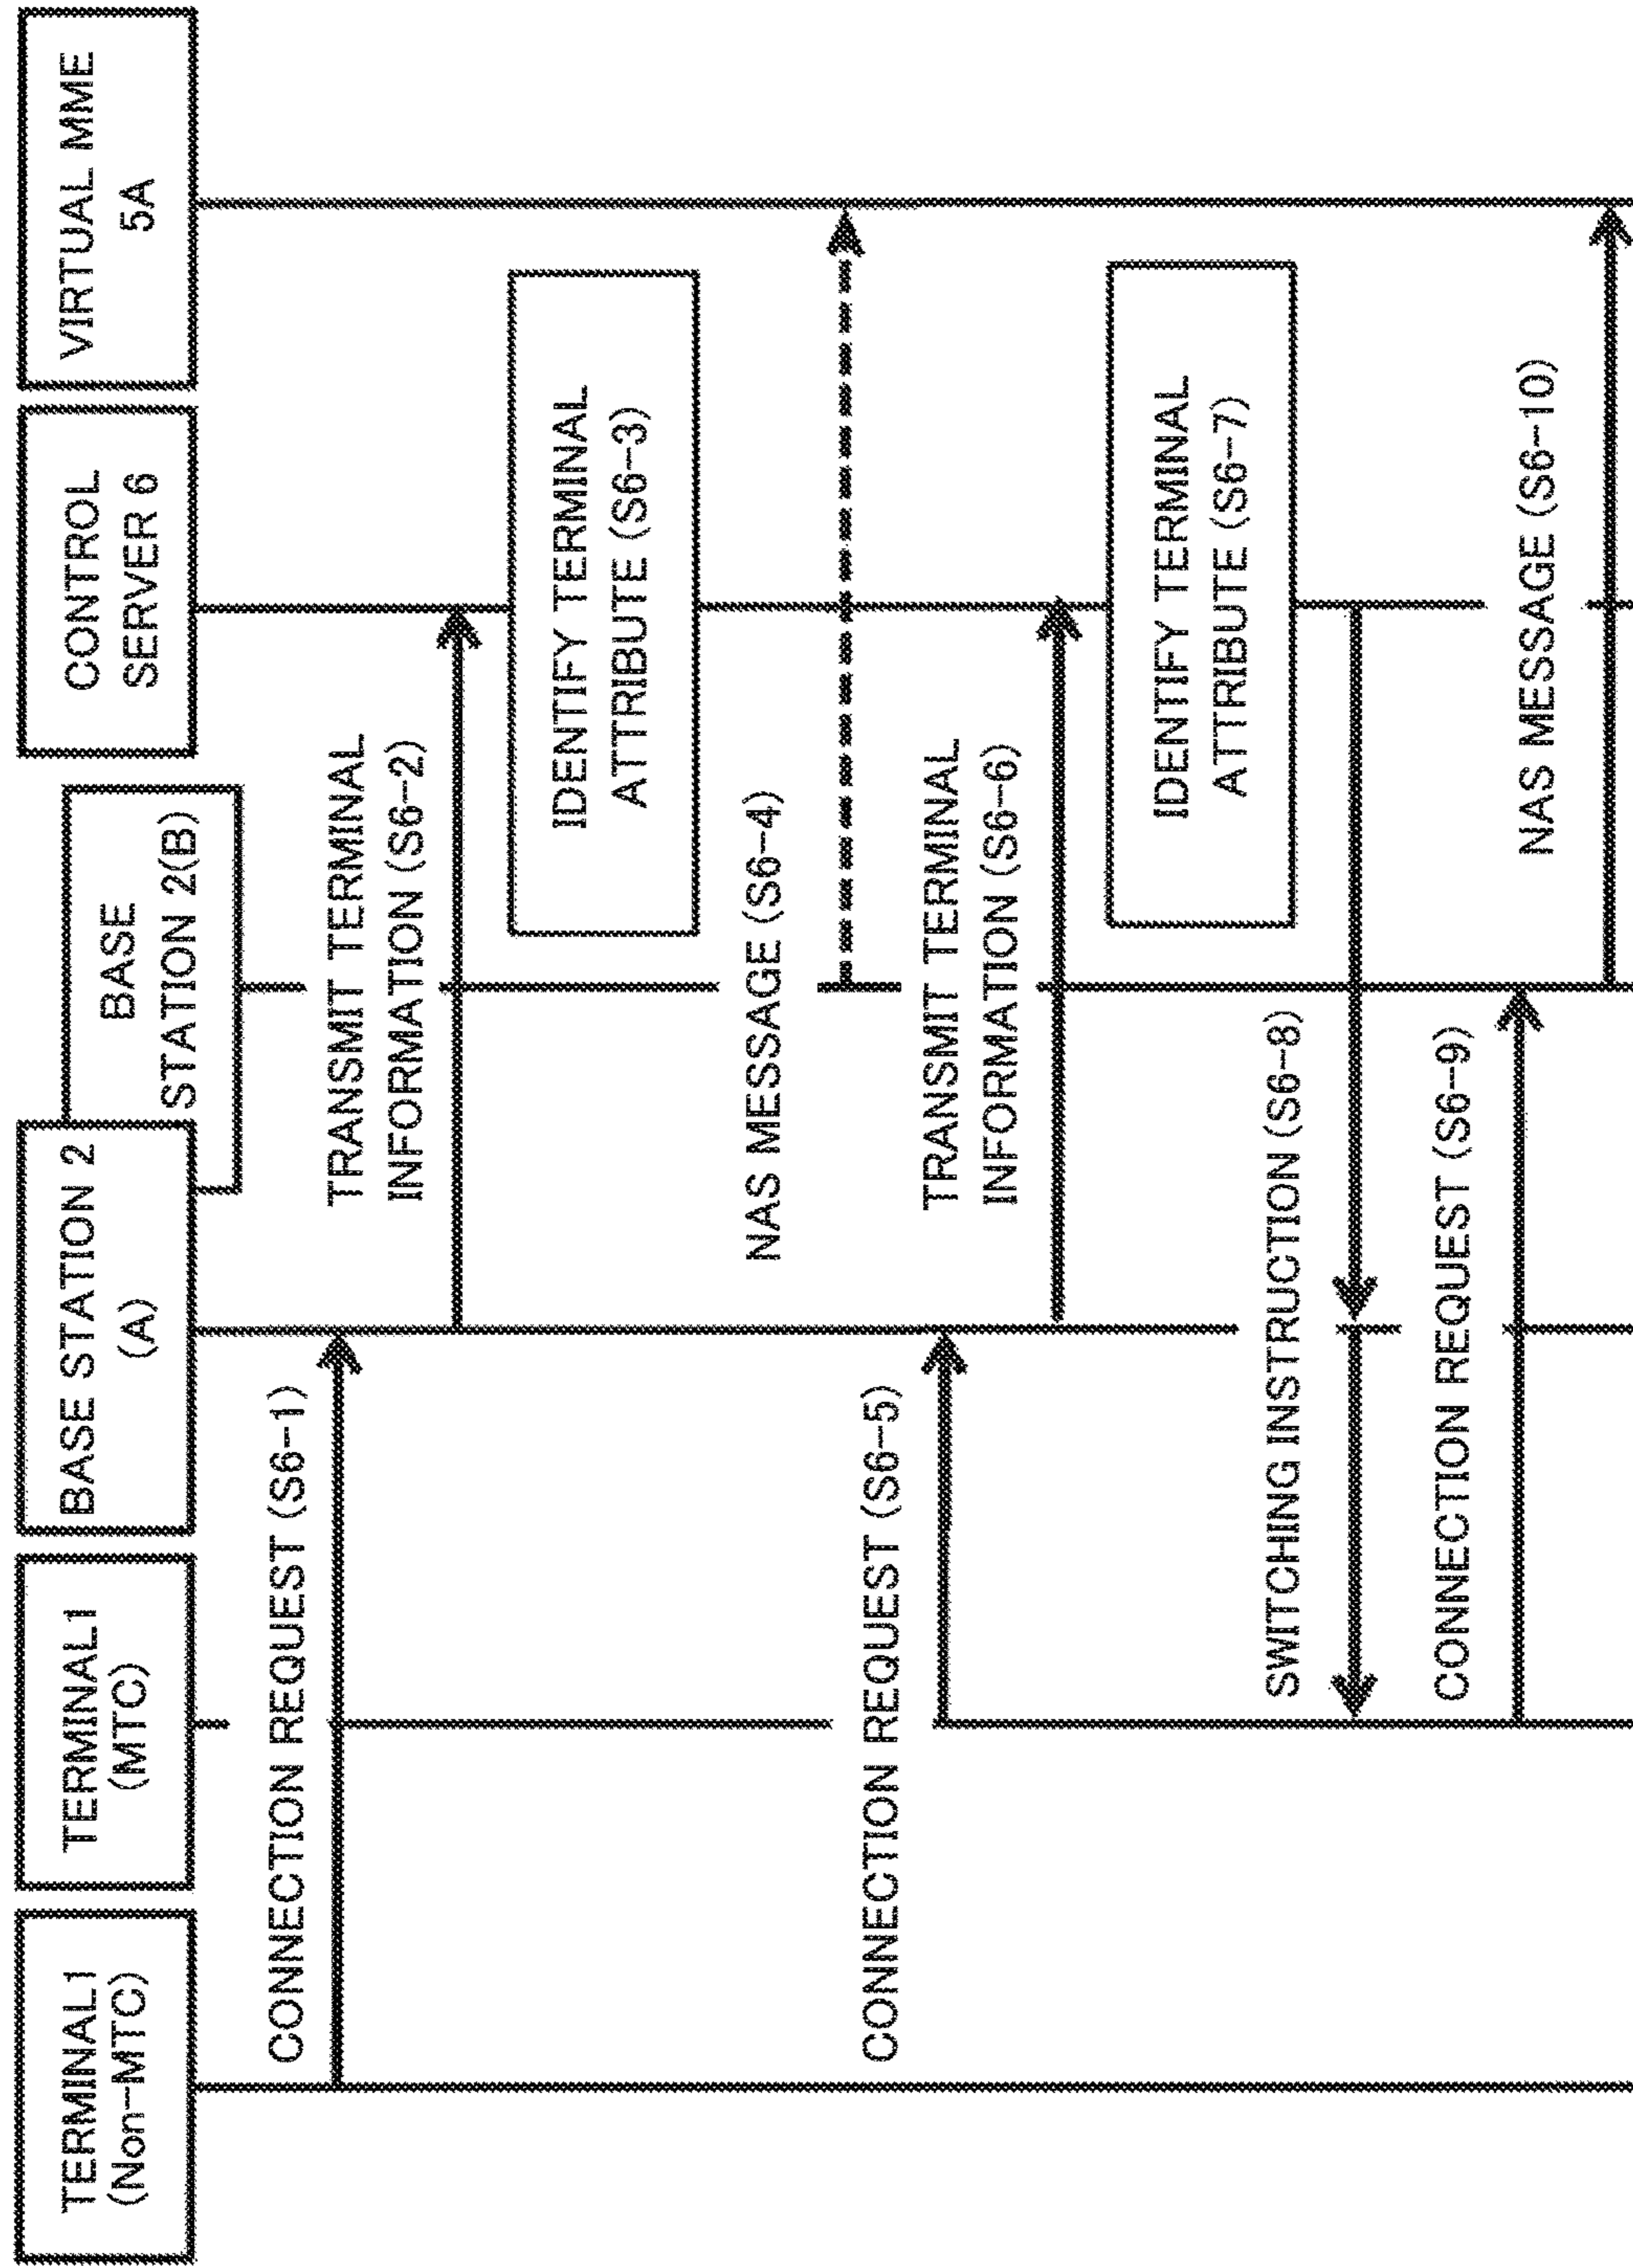 TERMINAL1
(Non-MTC)
TERMINAL1
(MTC)
BASE STATION 2
(A)
BASE
STATION 2(B)
CONTROL
SERVER 6
VIRTUAL MME
5A
CONNECTION REQUEST (S6-1)
TRANSMIT TERMINAL
INFORMATION (S6-2)
IDENTIFY TERMINAL
ATTRIBUTE (S6-3)
NAS MESSAGE (S6-4)
CONNECTION REQUEST (S6-5)
TRANSMIT TERMINAL
INFORMATION (S6-6)
IDENTIFY TERMINAL
ATTRIBUTE (S6-7)
SWITCHING INSTRUCTION (S6-8)
CONNECTION REQUEST (S6-9)
NAS MESSAGE (S6-10)